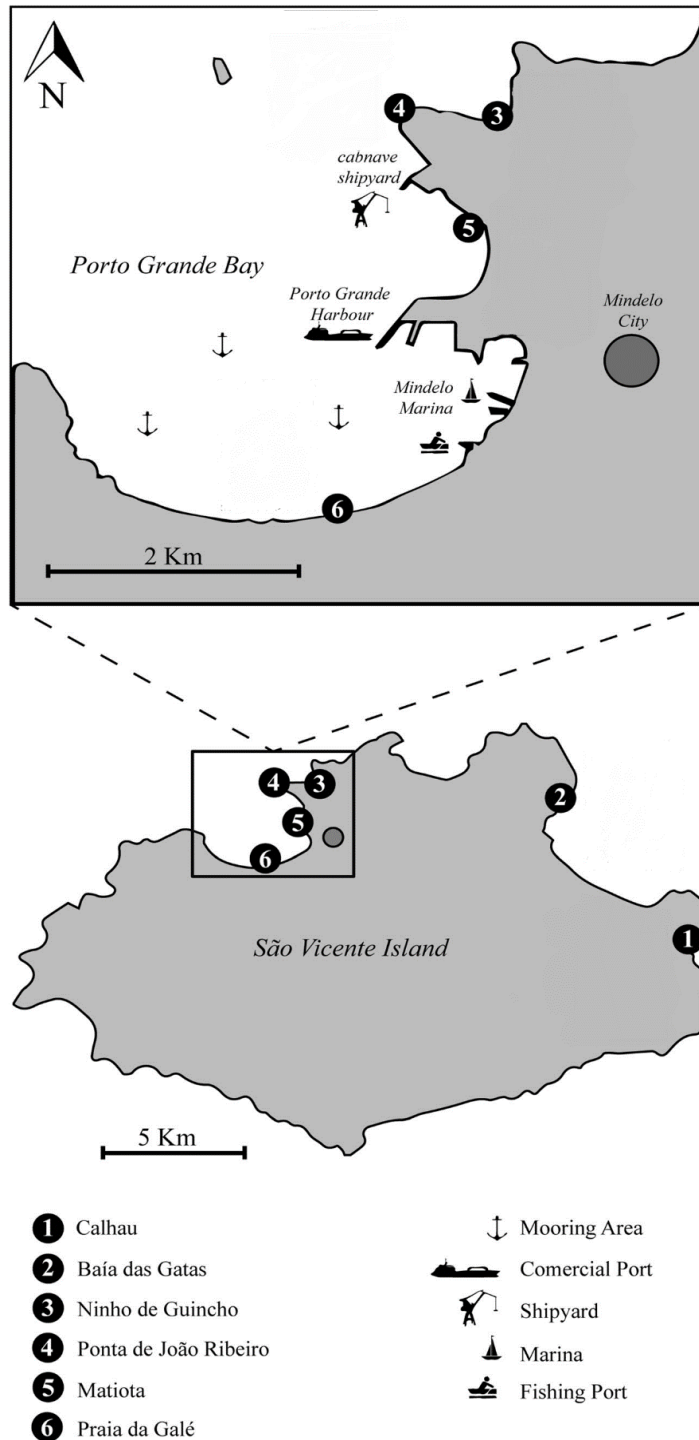 N
4
3
cabnave
shipyard
5
Porto Grande Bay
Porto Grande
Harbour
Mindelo
City
Mindelo
Marina
6
2 Km
4
3
2
5
6
1
São Vicente Island
5 Km
1 Calhau
2 Baía das Gatas
3 Ninho de Guincho
4 Ponta de João Ribeiro
5 Matiota
6 Praia da Galé
Mooring Area
Comercial Port
Shipyard
Marina
Fishing Port